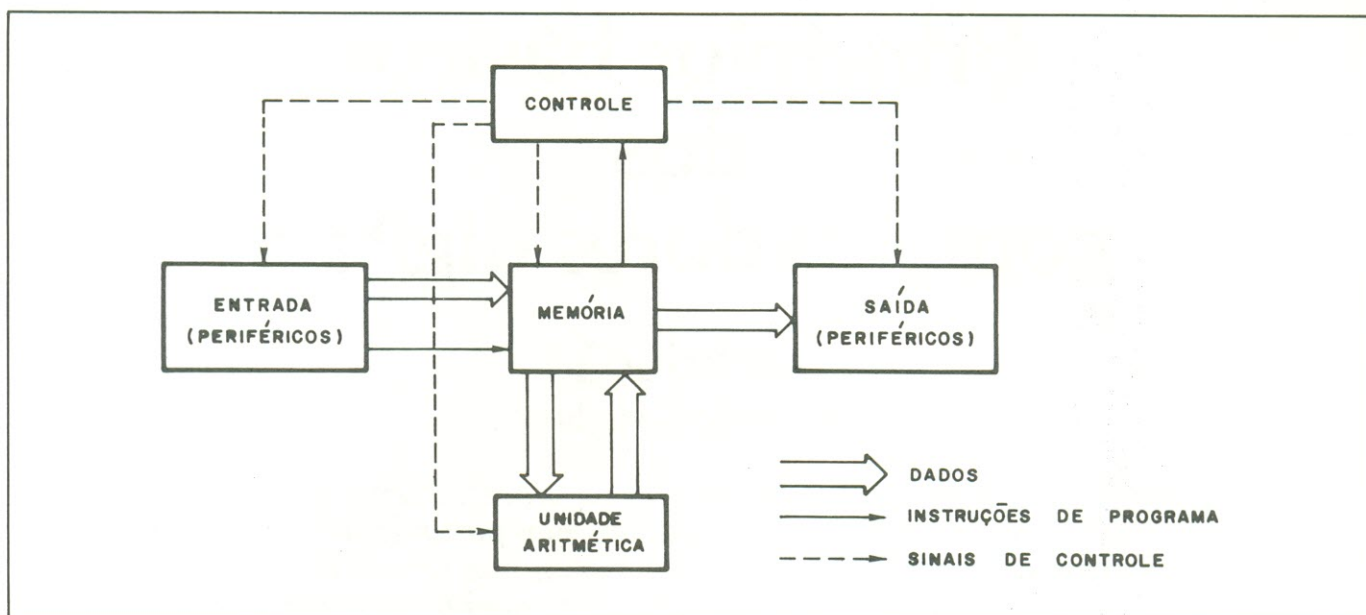 CONTROLE
ENTRADA
(PERIFÉRICOS)
MEMÓRIA
SAÍDA
(PERIFÉRICOS)
UNIDADE
ARITMÉTICA
DADOS
INSTRUÇÕES DE PROGRAMA
SINAIS DE CONTROLE